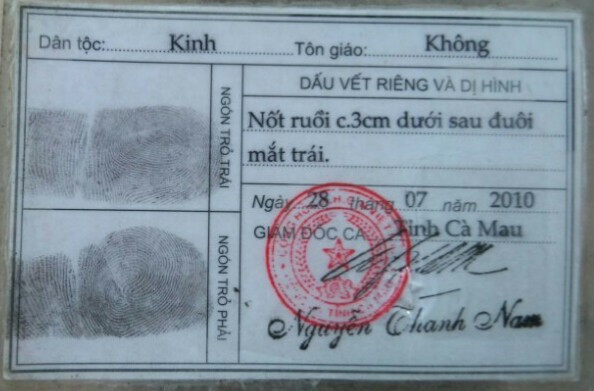 Dân tộc: Kinh Tôn giáo: Không
DẤU VẾT RIÊNG VÀ DỊ HÌNH
Nốt ruồi c.3cm dưới sau đuôi
mắt trái.
NGÓN TRỎ TRÁI
Ngày 28 tháng 07 năm 2010
GIÁM ĐỐC CA Tỉnh Cà Mau
NGÓN TRỎ PHẢI
Nguyễn Thanh Nam